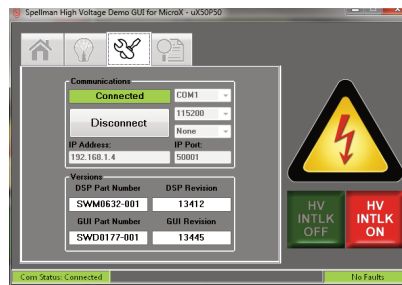 Spellman High Voltage Demo GUI for MicroX - uX50P50
Communications
Connected
COM1
Disconnect
115200
None
IP Address:
IP Port:
192.168.1.4
50001
Versions
DSP Part Number
DSP Revision
SWM0632-001
13412
GUI Part Number
GUI Revision
SWD0177-001
13445
HV
INTLK
OFF
HV
INTLK
ON
Com Status: Connected
No Faults